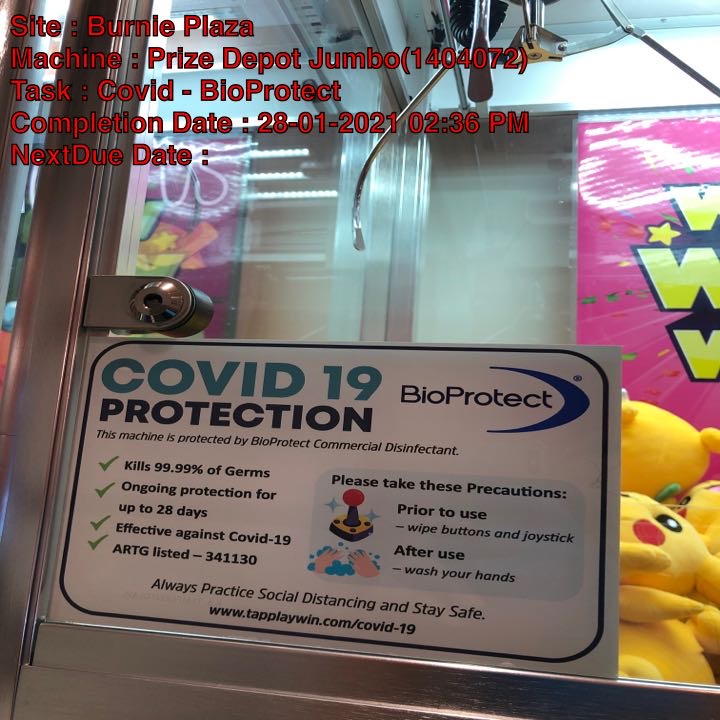 Site : Burnie Plaza
Machine : Prize Depot Jumbo(1404072)
Task : Covid - BioProtect
Completion Date : 28-01-2021 02:36 PM
NextDue Date :
COVID 19
PROTECTION
BioProtect®
This machine is protected by BioProtect Commercial Disinfectant.
✓ Kills 99.99% of Germs
✓ Ongoing protection for
up to 28 days
✓ Effective against Covid-19
✓ ARTG listed – 341130
Please take these Precautions:
Prior to use
– wipe buttons and joystick
After use
– wash your hands
Always Practice Social Distancing and Stay Safe.
www.tapplaywin.com/covid-19